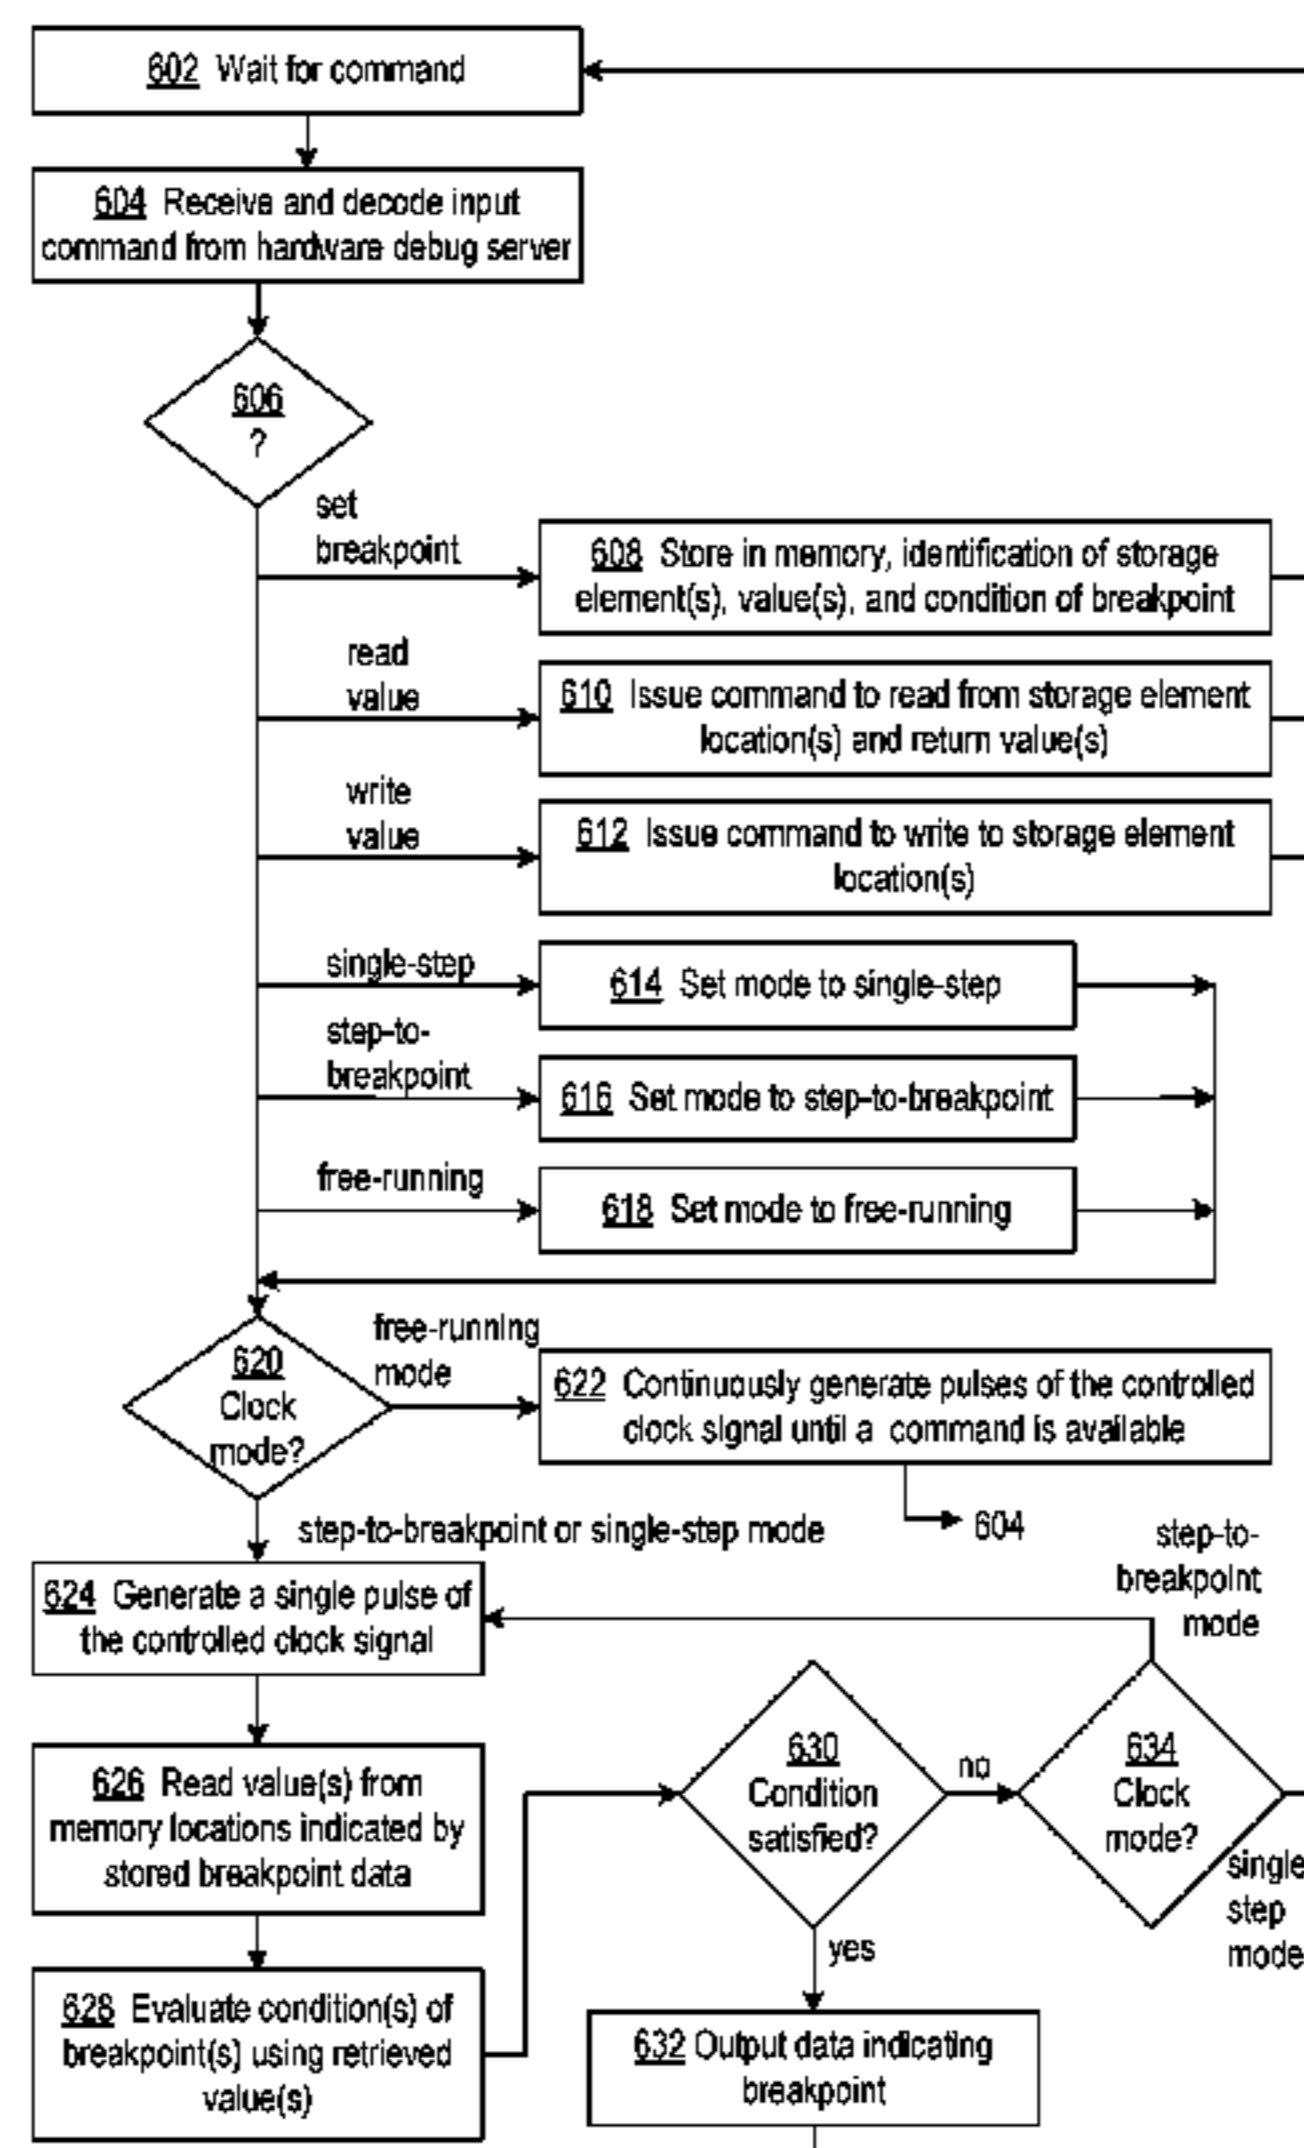 602 Wait for command
604 Receive and decode input
command from hardware debug server
606
?
set
breakpoint
608 Store in memory, identification of storage
element(s), value(s), and condition of breakpoint
read
value
610 Issue command to read from storage element
location(s) and return value(s)
write
value
612 Issue command to write to storage element
location(s)
single-step
614 Set mode to single-step
step-to-
breakpoint
616 Set mode to step-to-breakpoint
free-running
618 Set mode to free-running
620
Clock
mode?
free-running
mode
622 Continuously generate pulses of the controlled
clock signal until a command is available
604
step-to-breakpoint or single-step mode
step-to-
breakpoint
mode
624 Generate a single pulse of
the controlled clock signal
626 Read value(s) from
memory locations indicated by
stored breakpoint data
628 Evaluate condition(s) of
breakpoint(s) using retrieved
value(s)
630
Condition
satisfied?
no
634
Clock
mode?
single
step
mode
yes
632 Output data indicating
breakpoint